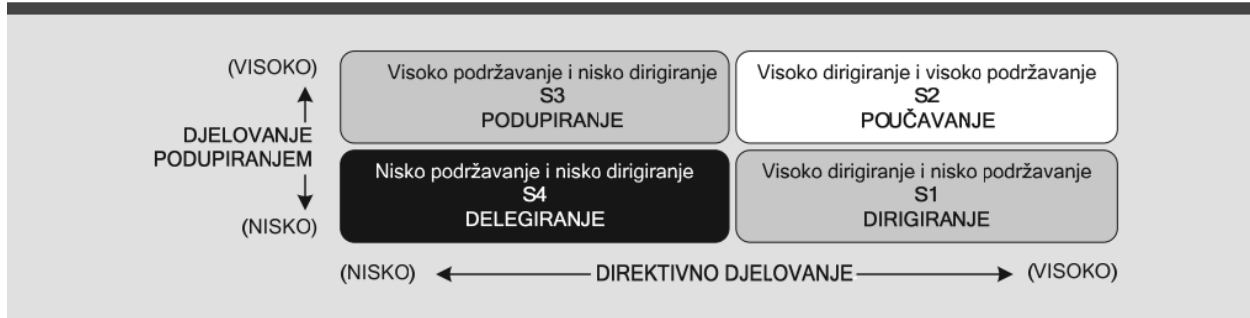 (VISOKO)
DJELOVANJE
PODUPIRANJEM
(NISKO)
Visoko podržavanje i nisko dirigiranje
S3
PODUPIRANJE
Visoko dirigiranje i visoko podržavanje
S2
POUČAVANJE
Nisko podržavanje i nisko dirigiranje
S4
DELEGIRANJE
Visoko dirigiranje i nisko podržavanje
S1
DIRIGIRANJE
(NISKO) DIREKTIVNO DJELOVANJE (VISOKO)